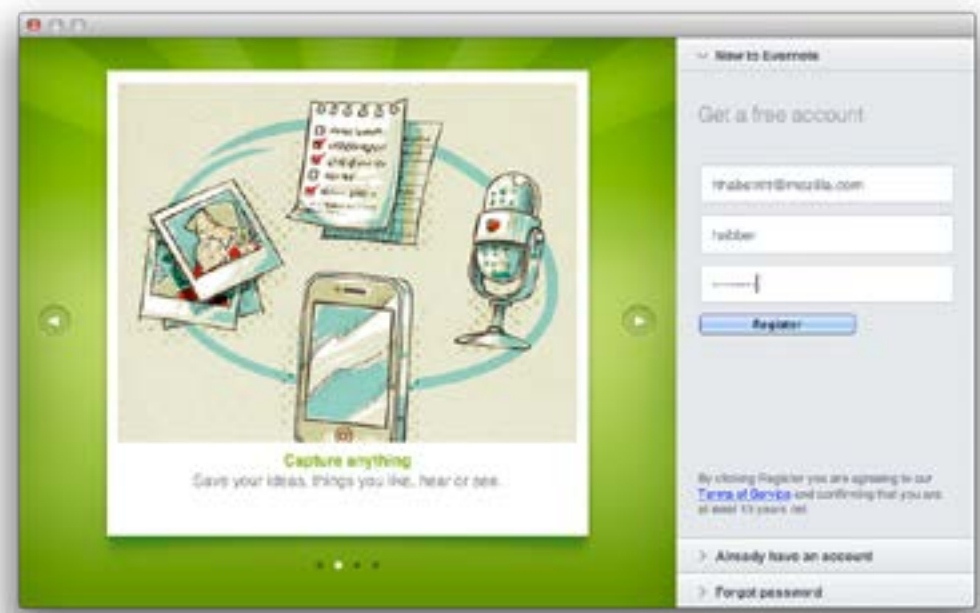 New to Evernote
Get a free account
habber
Register
Capture anything
Save your ideas, things you like, hear or see.
By clicking Register you are agreeing to our
Terms of Service and confirming that you are
at least 13 years old
Already have an account
Forgot password